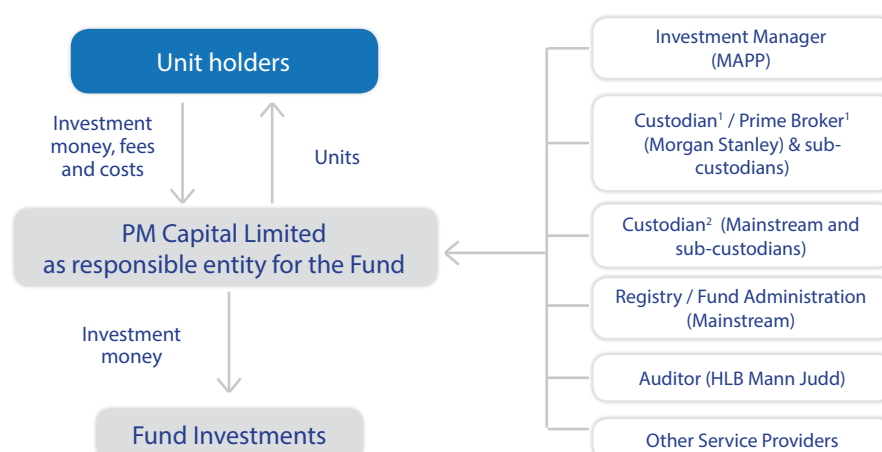 Unit holders
Investment
money, fees
and costs
Units
PM Capital Limited
as responsible entity for the Fund
Investment
money
Fund Investments
Investment Manager
(MAPP)
Custodian¹ / Prime Broker¹
(Morgan Stanley) & sub-
custodians)
Custodian² (Mainstream and
sub-custodians)
Registry / Fund Administration
(Mainstream)
Auditor (HLB Mann Judd)
Other Service Providers